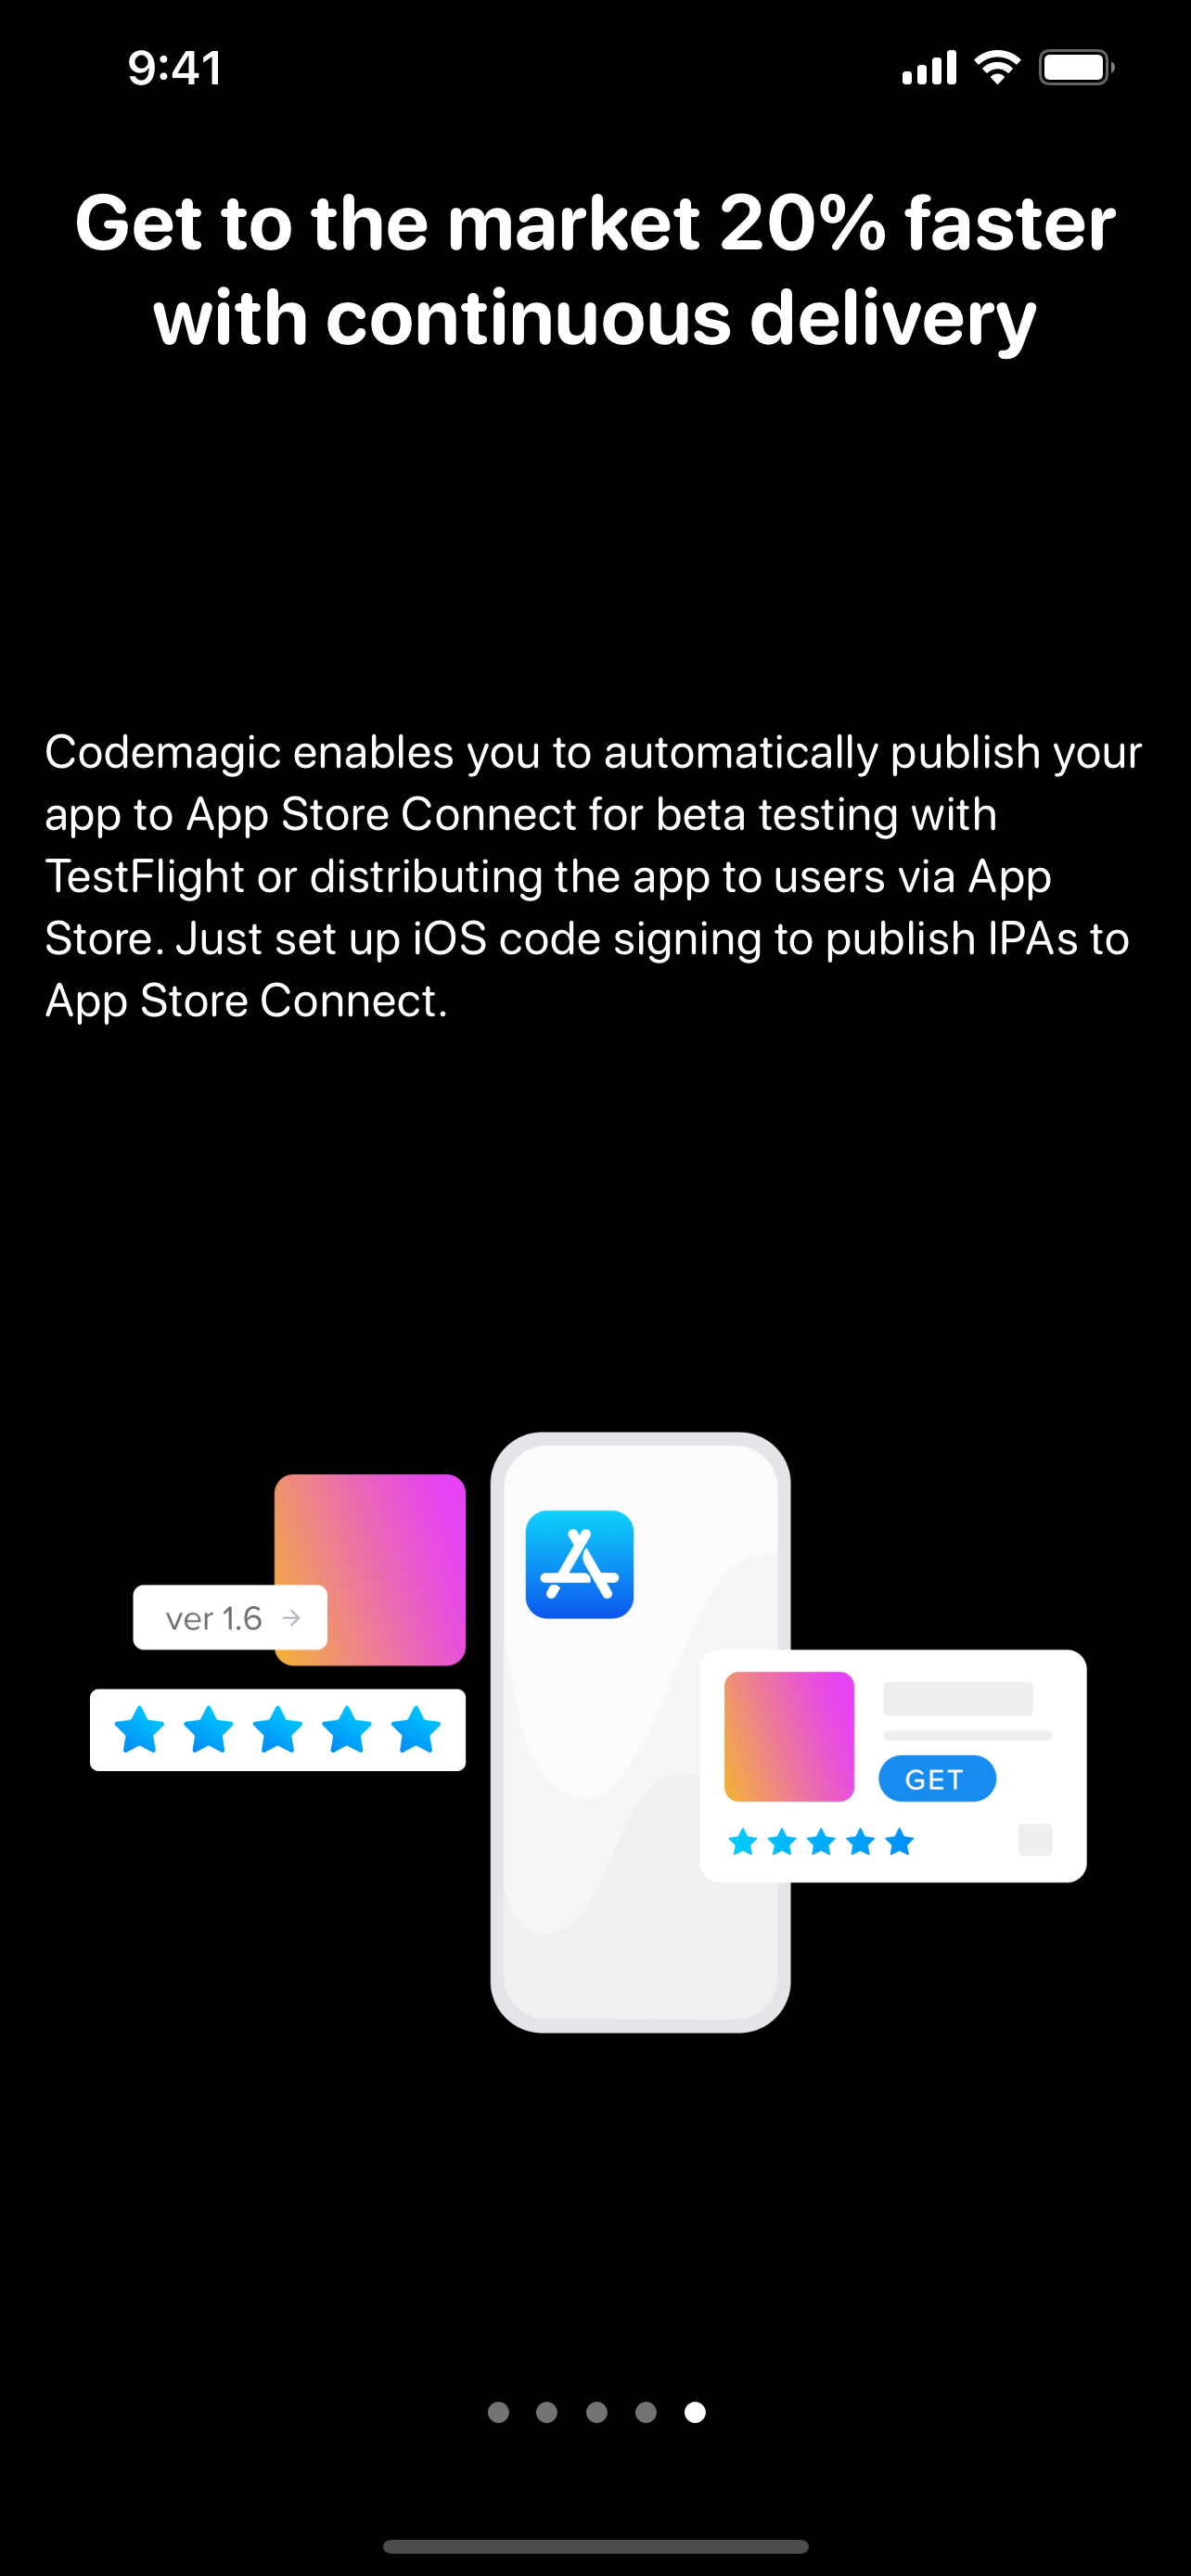 9:41
Get to the market 20% faster
with continuous delivery
Codemagic enables you to automatically publish your
app to App Store Connect for beta testing with
TestFlight or distributing the app to users via App
Store. Just set up iOS code signing to publish IPAs to
App Store Connect.
ver 1.6 →
GET